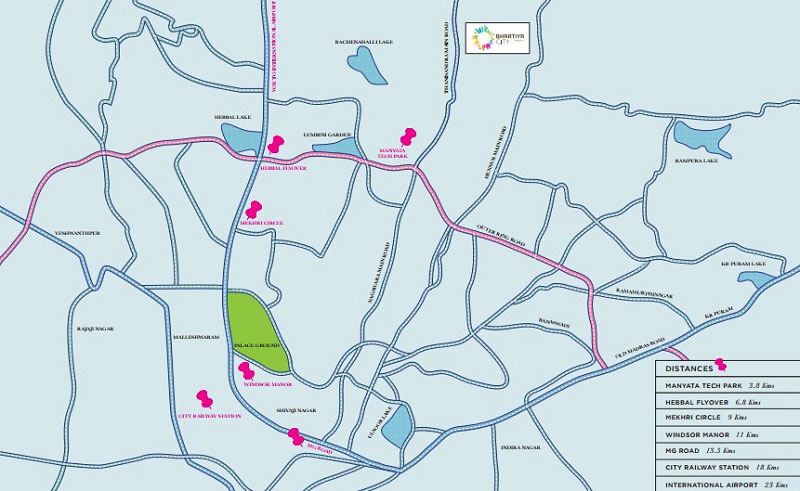 WAY TO INTERNATIONAL AIRPORT
RACHENAHALLI LAKE
THANISANDRA MAIN ROAD
BHARTIYA
CITY
HEBBAL LAKE
LUMBINI GARDEN
MANYATA
TECH PARK
HENNUR MAIN ROAD
RAMPURA LAKE
HEBBAL FLYOVER
MEKHRI CIRCLE
YESHWANTHPUR
OUTER RING ROAD
NAGAWARA MAIN ROAD
KR PURAM LAKE
RAMAMURTHYNAGAR
KR PURAM
BANASWADI
RAJAJI NAGAR
MALLESHWARAM
PALACE GROUND
OLD MADRAS ROAD
WINDSOR MANOR
CITY RAILWAY STATION
SHIVAJI NAGAR
ULSOOR LAKE
MG ROAD
INDIRA NAGAR
DISTANCES
MANYATA TECH PARK 3.8 Kms
HEBBAL FLYOVER 6.8 Kms
MEKHRI CIRCLE 9 Kms
WINDSOR MANOR 11 Kms
MG ROAD 13.5 Kms
CITY RAILWAY STATION 18 Kms
INTERNATIONAL AIRPORT 23 Kms